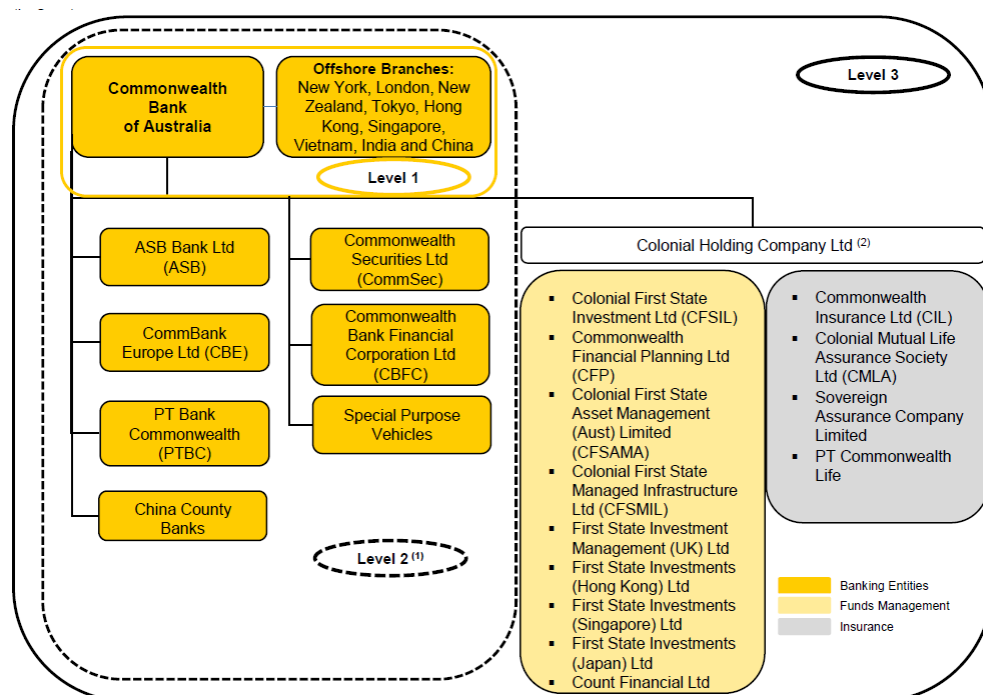 Commonwealth
Bank
of Australia
Offshore Branches:
New York, London, New
Zealand, Tokyo, Hong
Kong, Singapore,
Vietnam, India and China
Level 3
Level 1
ASB Bank Ltd
(ASB)
Commonwealth
Securities Ltd
(CommSec)
CommBank
Europe Ltd (CBE)
Commonwealth
Bank Financial
Corporation Ltd
(CBFC)
PT Bank
Commonwealth
(PTBC)
Special Purpose
Vehicles
China County
Banks
Level 2 (1)
Colonial Holding Company Ltd (2)
▪ Colonial First State
Investment Ltd (CFSIL)
▪ Commonwealth
Financial Planning Ltd
(CFP)
▪ Colonial First State
Asset Management
(Aust) Limited
(CFSAMA)
▪ Colonial First State
Managed Infrastructure
Ltd (CFSMIL)
▪ First State Investment
Management (UK) Ltd
▪ First State Investments
(Hong Kong) Ltd
▪ First State Investments
(Singapore) Ltd
▪ First State Investments
(Japan) Ltd
▪ Count Financial Ltd
▪ Commonwealth
Insurance Ltd (CIL)
▪ Colonial Mutual Life
Assurance Society
Ltd (CMLA)
▪ Sovereign
Assurance Company
Limited
▪ PT Commonwealth
Life
Banking Entities
Funds Management
Insurance